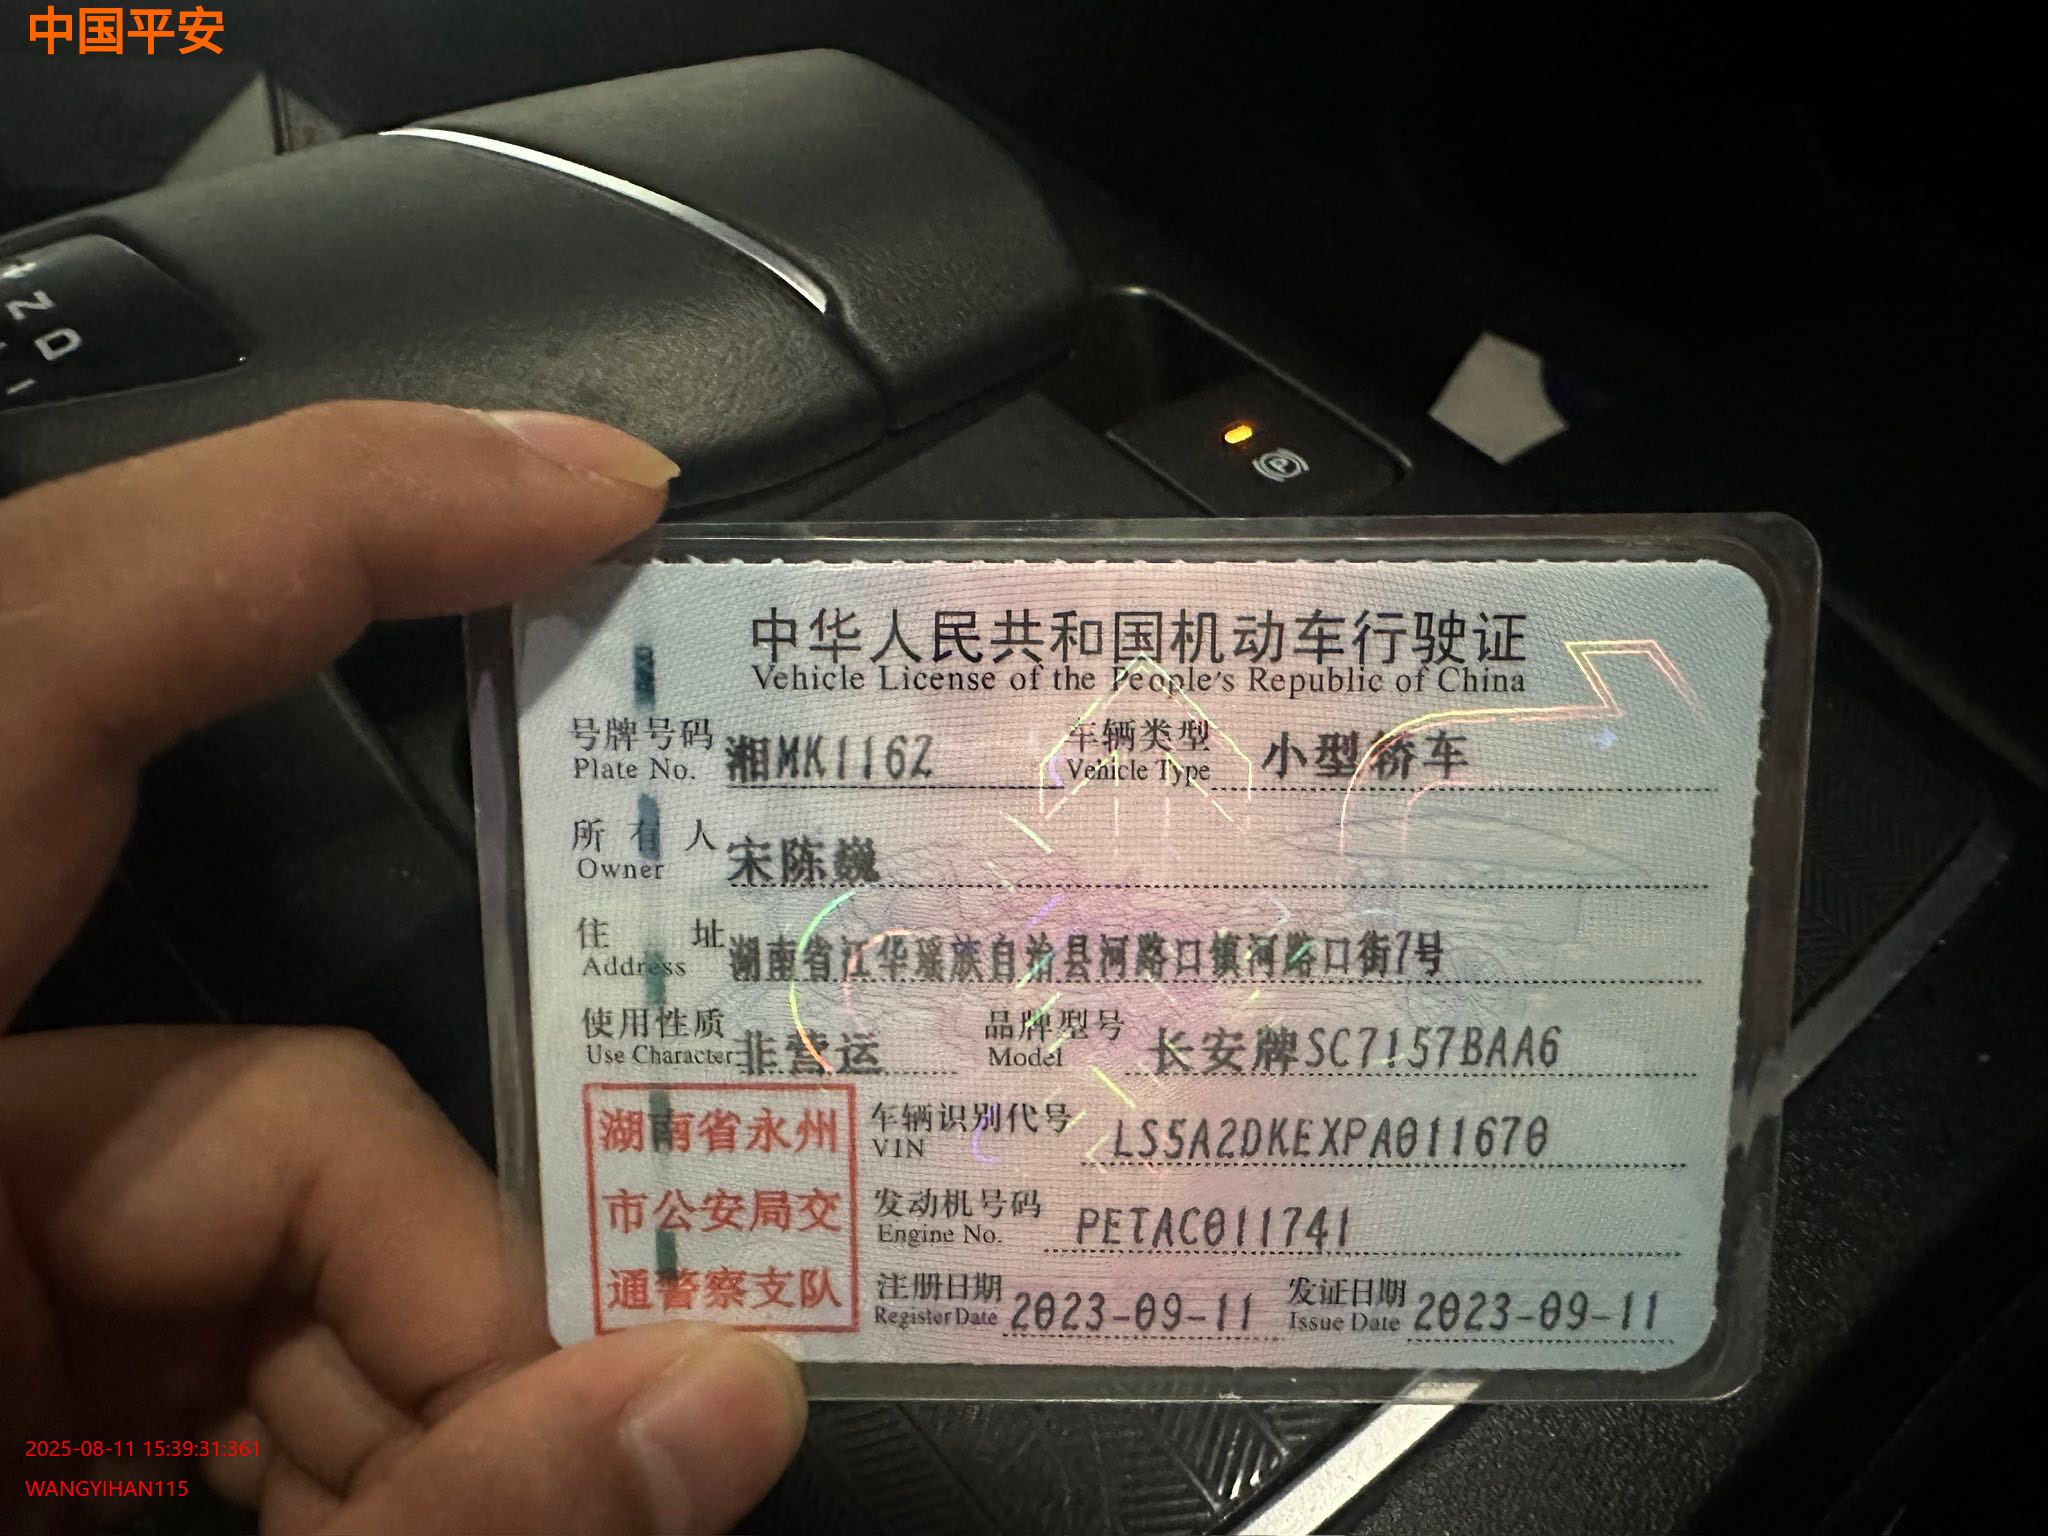 中国平安
N
D
中华人民共和国机动车行驶证
Vehicle License of the People's Republic of China
号牌号码 湘MK1162 车辆类型 小型轿车
Plate No. Vehicle Type
所有人 宋陈巍
Owner
住址 湖南省江华瑶族自治县河路口镇河路口街7号
Address
使用性质 非营运 品牌型号 长安牌SC7157BAA6
Use Character Model
湖南省永州
市公安局交
通警察支队
车辆识别代号 LS5A2DKEXPA011670
VIN
发动机号码 PETAC011741
Engine No.
注册日期 2023-09-11 发证日期 2023-09-11
Register Date Issue Date
2025-08-11 15:39:31:361
WANGYIHAN115